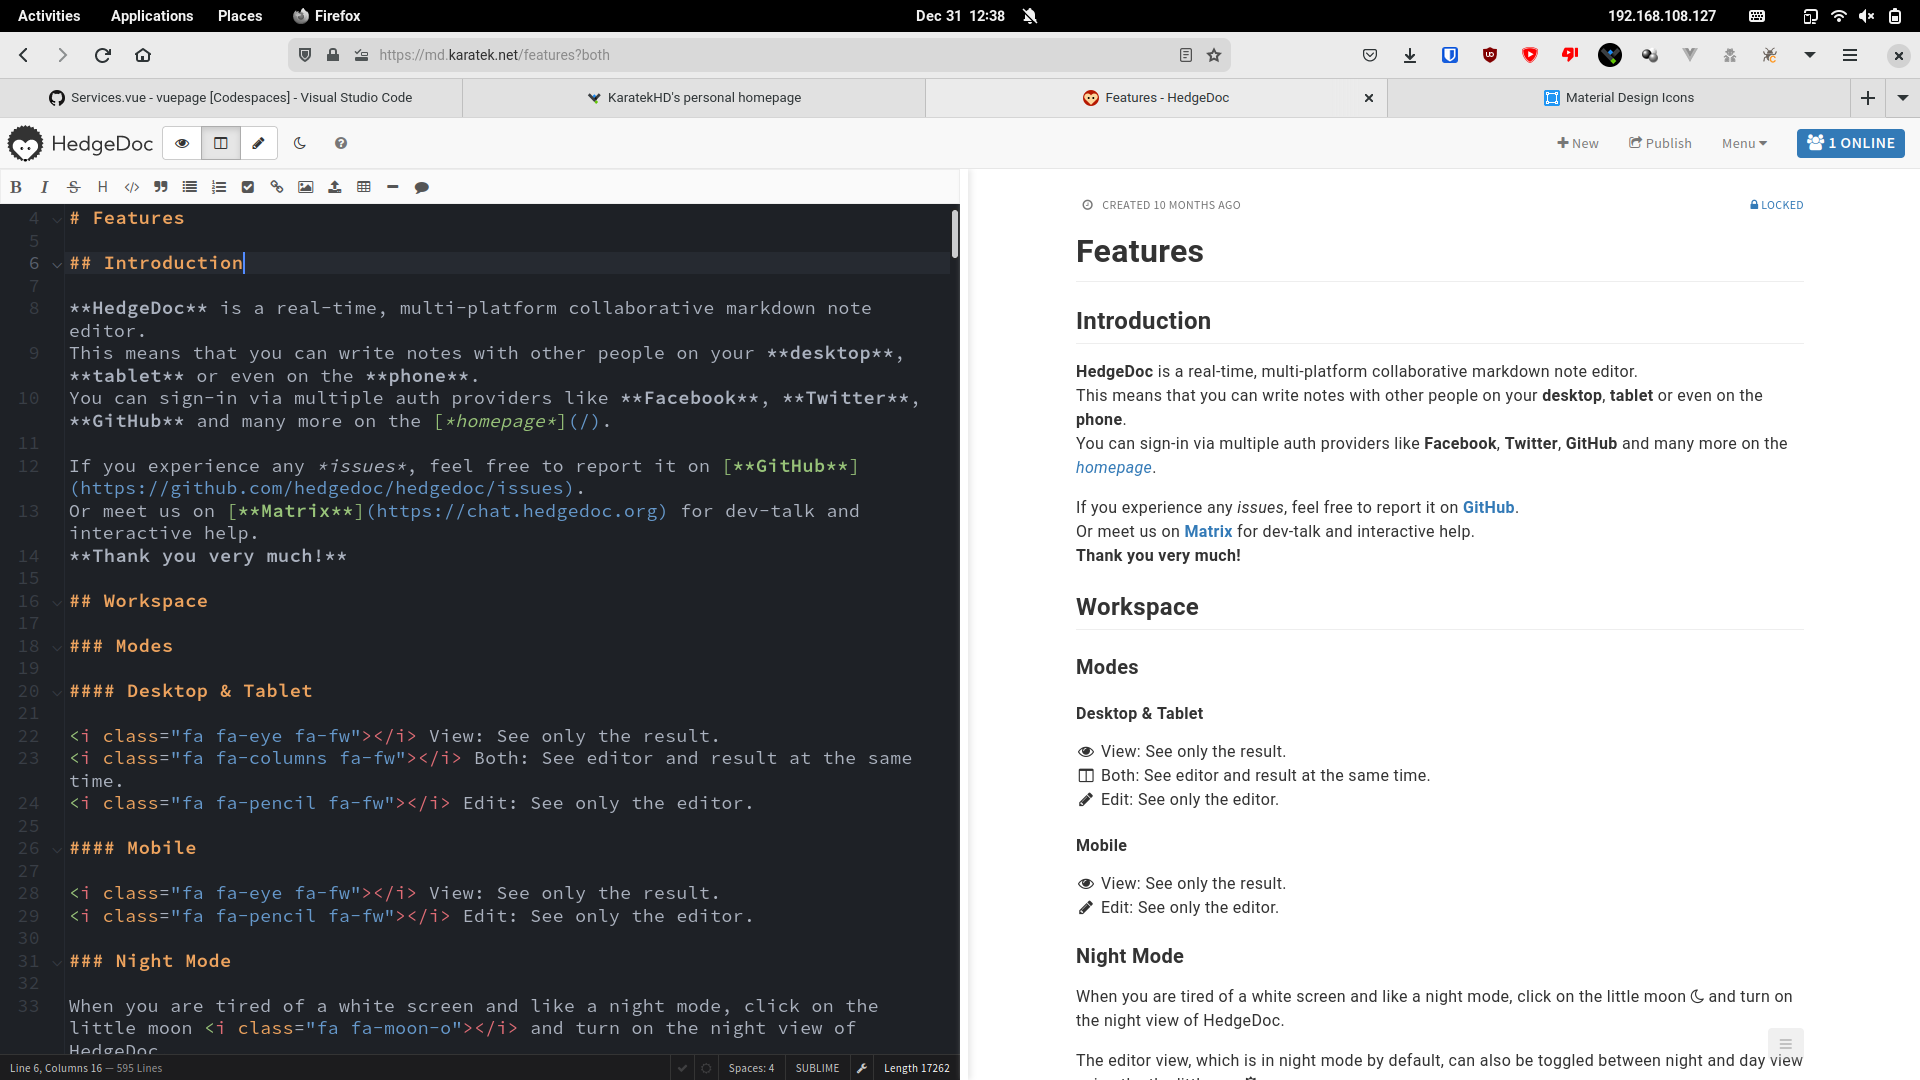 Activities Applications Places Firefox Dec 31 12:38 192.168.108.127
https://md.karatek.net/features?both
Services.vue - vuepage [Codespaces] - Visual Studio Code KaratekHD's personal homepage Features - HedgeDoc Material Design Icons
HedgeDoc New Publish Menu 1 ONLINE
B I S H
4 # Features
5
6 ## Introduction
7
8 **HedgeDoc** is a real-time, multi-platform collaborative markdown note
editor.
9 This means that you can write notes with other people on your **desktop**,
**tablet** or even on the **phone**.
10 You can sign-in via multiple auth providers like **Facebook**, **Twitter**,
**GitHub** and many more on the [*homepage*](/).
11
12 If you experience any *issues*, feel free to report it on [**GitHub**]
(https://github.com/hedgedoc/hedgedoc/issues).
13 Or meet us on [**Matrix**](https://chat.hedgedoc.org) for dev-talk and
interactive help.
14 **Thank you very much!**
15
16 ## Workspace
17
18 ### Modes
19
20 #### Desktop & Tablet
21
22 <i class="fa fa-eye fa-fw"></i> View: See only the result.
23 <i class="fa fa-columns fa-fw"></i> Both: See editor and result at the same
time.
24 <i class="fa fa-pencil fa-fw"></i> Edit: See only the editor.
25
26 #### Mobile
27
28 <i class="fa fa-eye fa-fw"></i> View: See only the result.
29 <i class="fa fa-pencil fa-fw"></i> Edit: See only the editor.
30
31 ### Night Mode
32
33 When you are tired of a white screen and like a night mode, click on the
little moon <i class="fa fa-moon-o"></i> and turn on the night view of
HedgeDoc
Line 6, Columns 16 — 595 Lines Spaces: 4 SUBLIME Length 17262
CREATED 10 MONTHS AGO LOCKED
Features
Introduction
HedgeDoc is a real-time, multi-platform collaborative markdown note editor.
This means that you can write notes with other people on your desktop, tablet or even on the
phone.
You can sign-in via multiple auth providers like Facebook, Twitter, GitHub and many more on the
homepage.
If you experience any issues, feel free to report it on GitHub.
Or meet us on Matrix for dev-talk and interactive help.
Thank you very much!
Workspace
Modes
Desktop & Tablet
View: See only the result.
Both: See editor and result at the same time.
Edit: See only the editor.
Mobile
View: See only the result.
Edit: See only the editor.
Night Mode
When you are tired of a white screen and like a night mode, click on the little moon and turn on
the night view of HedgeDoc.
The editor view, which is in night mode by default, can also be toggled between night and day view